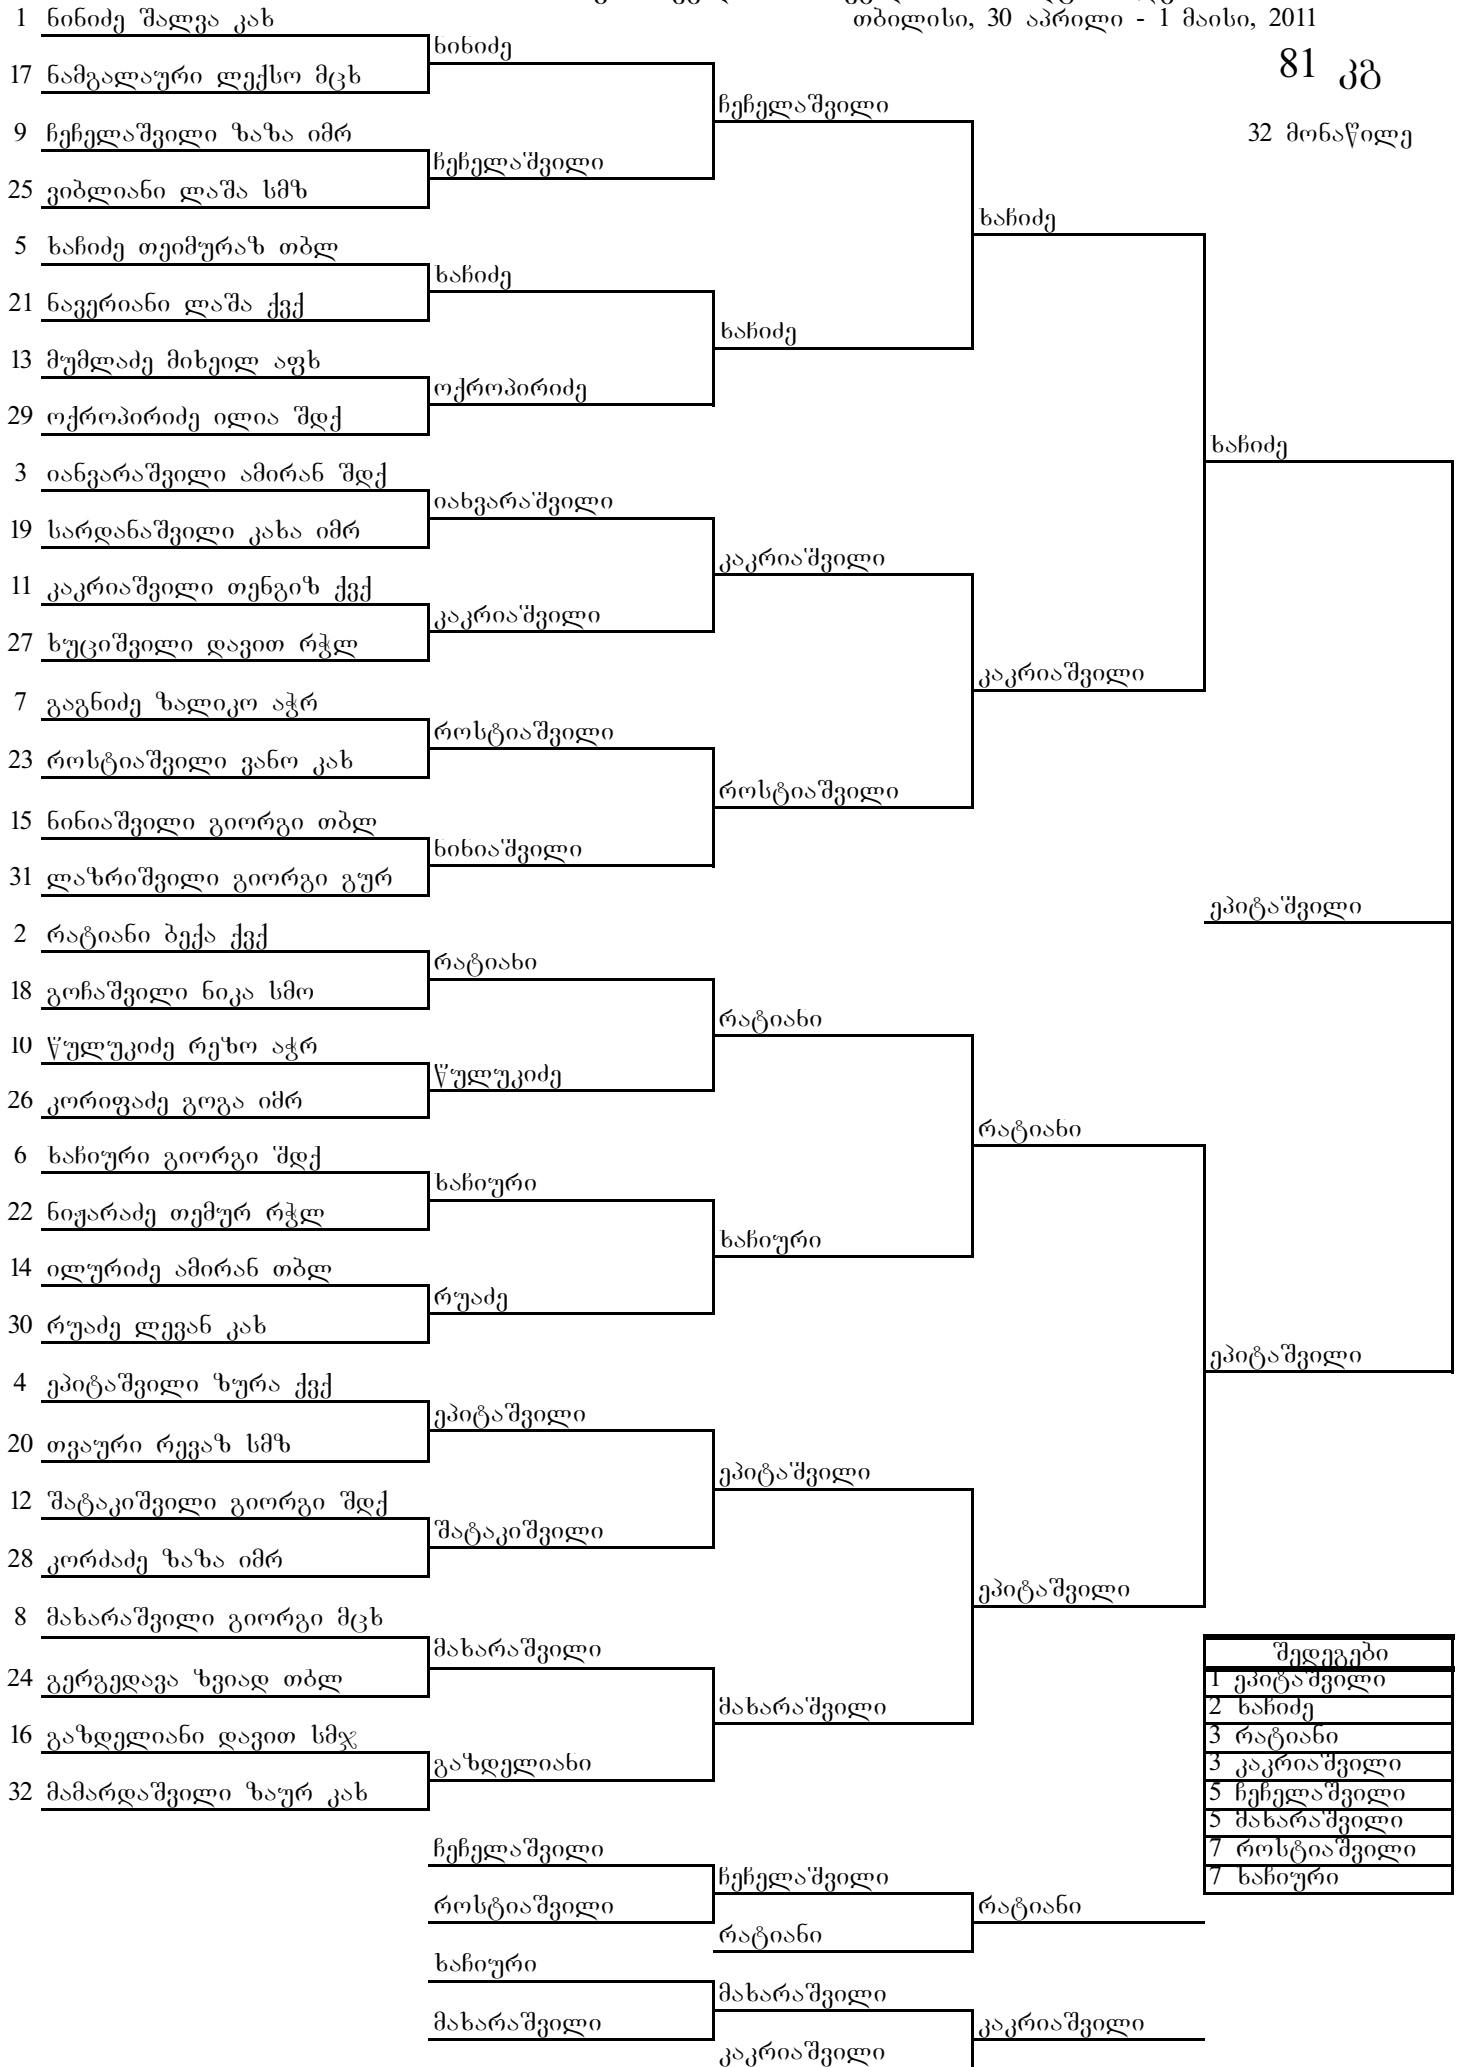 თბილისი, 30 აპრილი - 1 მაისი, 2011
81 კგ
32 მონაწილე
1 ნინიძე შალვა კახ
17 ნამგალაური ლექსო მცხ
9 ჩეჩელაშვილი ზაზა იმრ
25 ვიბლიანი ლაშა სმზ
5 ხაჩიძე თეიმურაზ თბლ
21 ნავერიანი ლაშა ქვქ
13 მუმლაძე მიხეილ აფხ
29 ოქროპირიძე ილია შდქ
3 იანვარაშვილი ამირან შდქ
19 სარდანაშვილი კახა იმრ
11 კაკრიაშვილი თენგიზ ქვქ
27 ხუციშვილი დავით რჭლ
7 გაგნიძე ზალიკო აჭრ
23 როსტიაშვილი ვანო კახ
15 ნინიაშვილი გიორგი თბლ
31 ლაზრიშვილი გიორგი გურ
2 რატიანი ბექა ქვქ
18 გოჩაშვილი ნიკა სმო
10 წულუკიძე რეზო აჭრ
26 კორიფაძე გოგა იმრ
6 ხაჩიური გიორგი შდქ
22 ნიჟარაძე თემურ რჭლ
14 ილურიძე ამირან თბლ
30 რუაძე ლევან კახ
4 ეპიტაშვილი ზურა ქვქ
20 თვაური რევაზ სმზ
12 შატაკიშვილი გიორგი შდქ
28 კორძაძე ზაზა იმრ
8 მახარაშვილი გიორგი მცხ
24 გერგედავა ზვიად თბლ
16 გაზდელიანი დავით სმჯ
32 მამარდაშვილი ზაურ კახ
ნინიძე
ჩეჩელაშვილი
ხაჩიძე
ოქროპირიძე
იანვარაშვილი
კაკრიაშვილი
როსტიაშვილი
ნინიაშვილი
რატიანი
წულუკიძე
ხაჩიური
რუაძე
ეპიტაშვილი
შატაკიშვილი
მახარაშვილი
გაზდელიანი
ჩეჩელაშვილი
ხაჩიძე
კაკრიაშვილი
როსტიაშვილი
რატიანი
ხაჩიური
ეპიტაშვილი
მახარაშვილი
ხაჩიძე
კაკრიაშვილი
რატიანი
ეპიტაშვილი
ხაჩიძე
ეპიტაშვილი
ეპიტაშვილი
შედეგები
1 ეპიტაშვილი
2 ხაჩიძე
3 რატიანი
3 კაკრიაშვილი
5 ჩეჩელაშვილი
5 მახარაშვილი
7 როსტიაშვილი
7 ხაჩიური
ჩეჩელაშვილი
როსტიაშვილი
ხაჩიური
მახარაშვილი
ჩეჩელაშვილი
რატიანი
მახარაშვილი
კაკრიაშვილი
რატიანი
კაკრიაშვილი